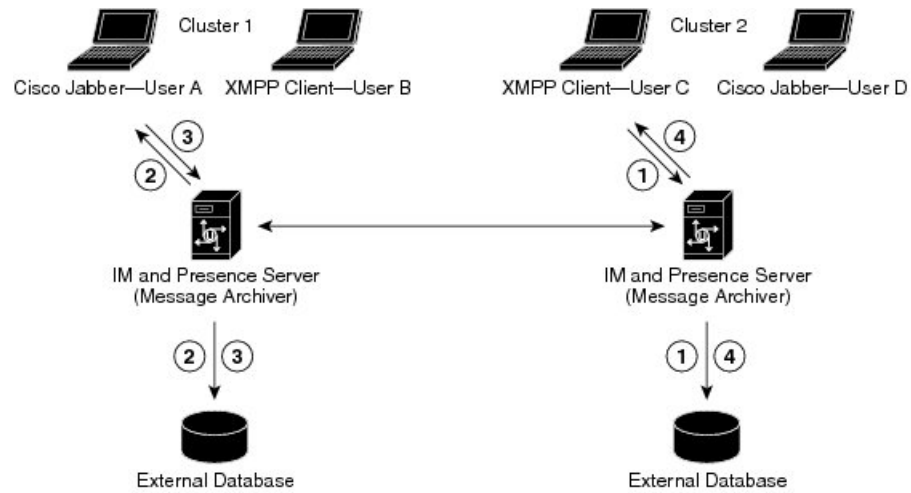 Cluster 1
Cluster 2
Cisco Jabber—User A
XMPP Client—User B
XMPP Client—User C
Cisco Jabber—User D
3
2
4
1
IM and Presence Server
(Message Archiver)
IM and Presence Server
(Message Archiver)
2
3
1
4
External Database
External Database